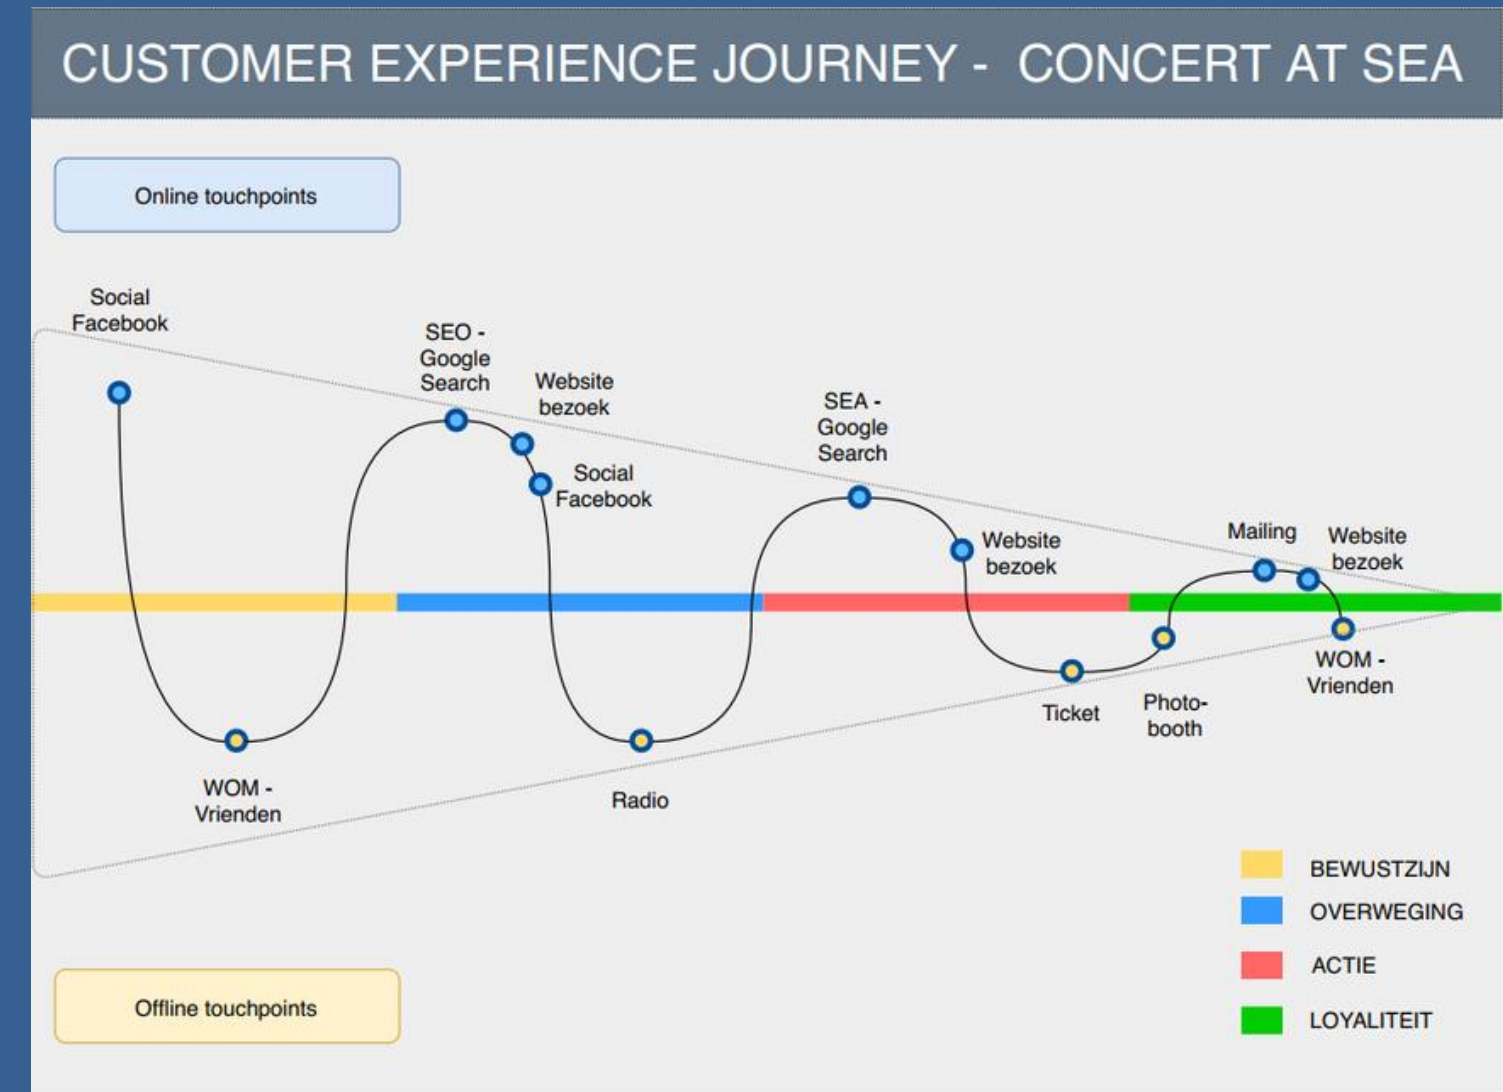 CUSTOMER EXPERIENCE JOURNEY - CONCERT AT SEA
Online touchpoints
Social
Facebook
SEO -
Google
Search
Website
bezoek
Social
Facebook
SEA -
Google
Search
Website
bezoek
Mailing
Website
bezoek
WOM -
Vrienden
Radio
Ticket
Photo-
booth
WOM -
Vrienden
BEWUSTZIJN
OVERWEGING
ACTIE
LOYALITEIT
Offline touchpoints